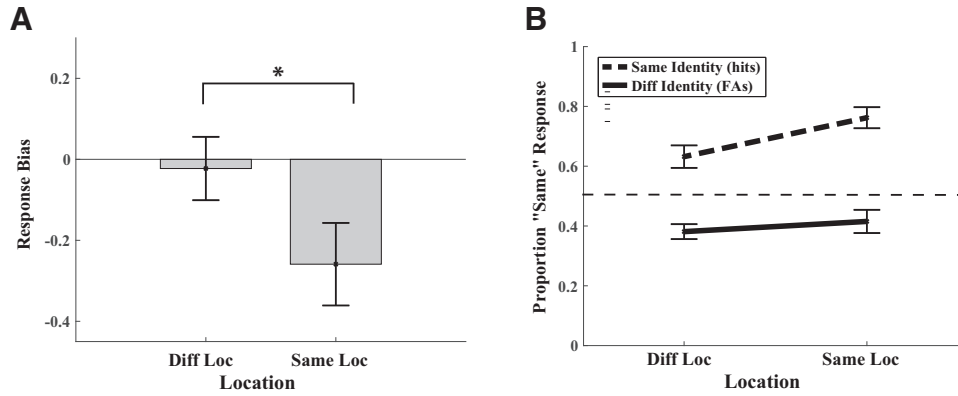 A
0.2
0
-0.2
-0.4
*
Response Bias
Diff Loc
Same Loc
Location
B
1
0.8
0.6
0.4
0.2
0
Proportion "Same" Response
Same Identity (hits)
Diff Identity (FAs)
Diff Loc
Same Loc
Location